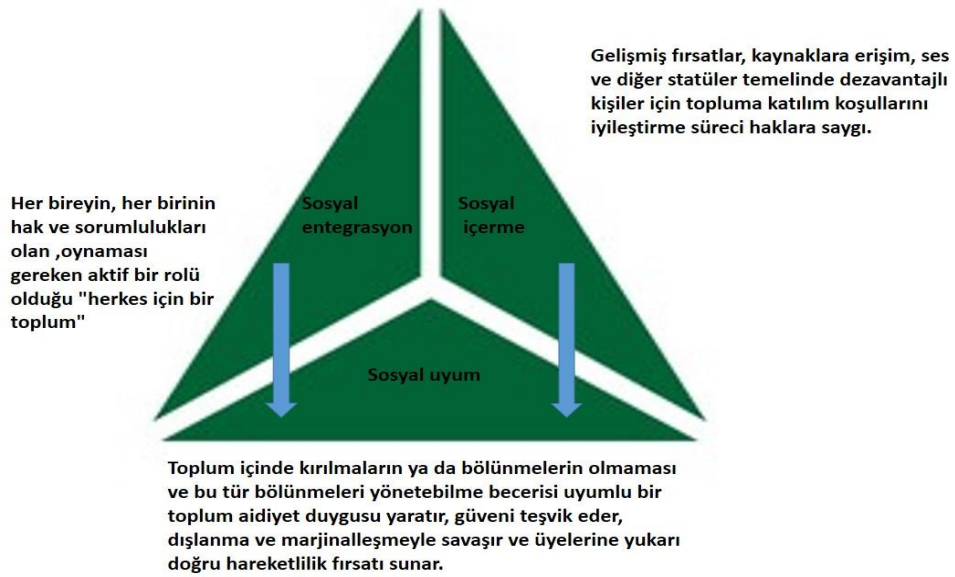 Gelişmiş fırsatlar, kaynaklara erişim, ses
ve diğer statüler temelinde dezavantajlı
kişiler için topluma katılım koşullarını
iyileştirme süreci haklara saygı.
Her bireyin, her birinin
hak ve sorumlulukları
olan ,oynaması
gereken aktif bir rolü
olduğu "herkes için bir
toplum"
Sosyal
entegrasyon
Sosyal
içerme
Sosyal uyum
Toplum içinde kırılmaların ya da bölünmelerin olmaması
ve bu tür bölünmeleri yönetebilme becerisi uyumlu bir
toplum aidiyet duygusu yaratır, güveni teşvik eder,
dışlanma ve marjinalleşmeyle savaşır ve üyelerine yukarı
doğru hareketlilik fırsatı sunar.